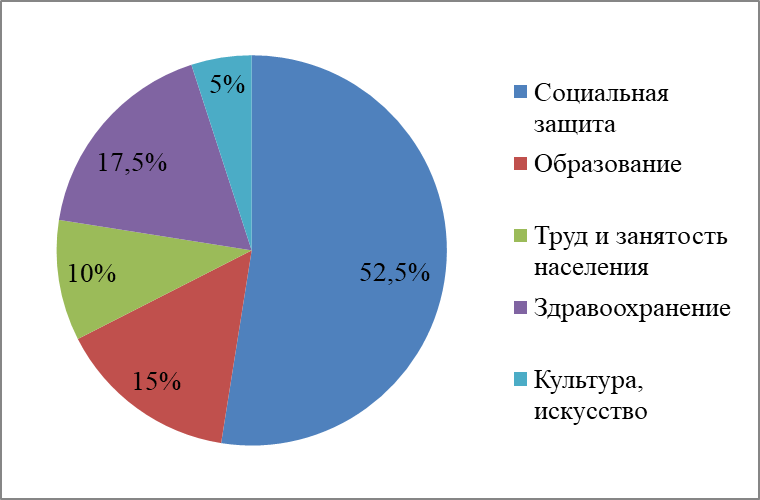 5%
17,5%
10%
15%
52,5%
Социальная
защита
Образование
Труд и занятость
населения
Здравоохранение
Культура,
искусство